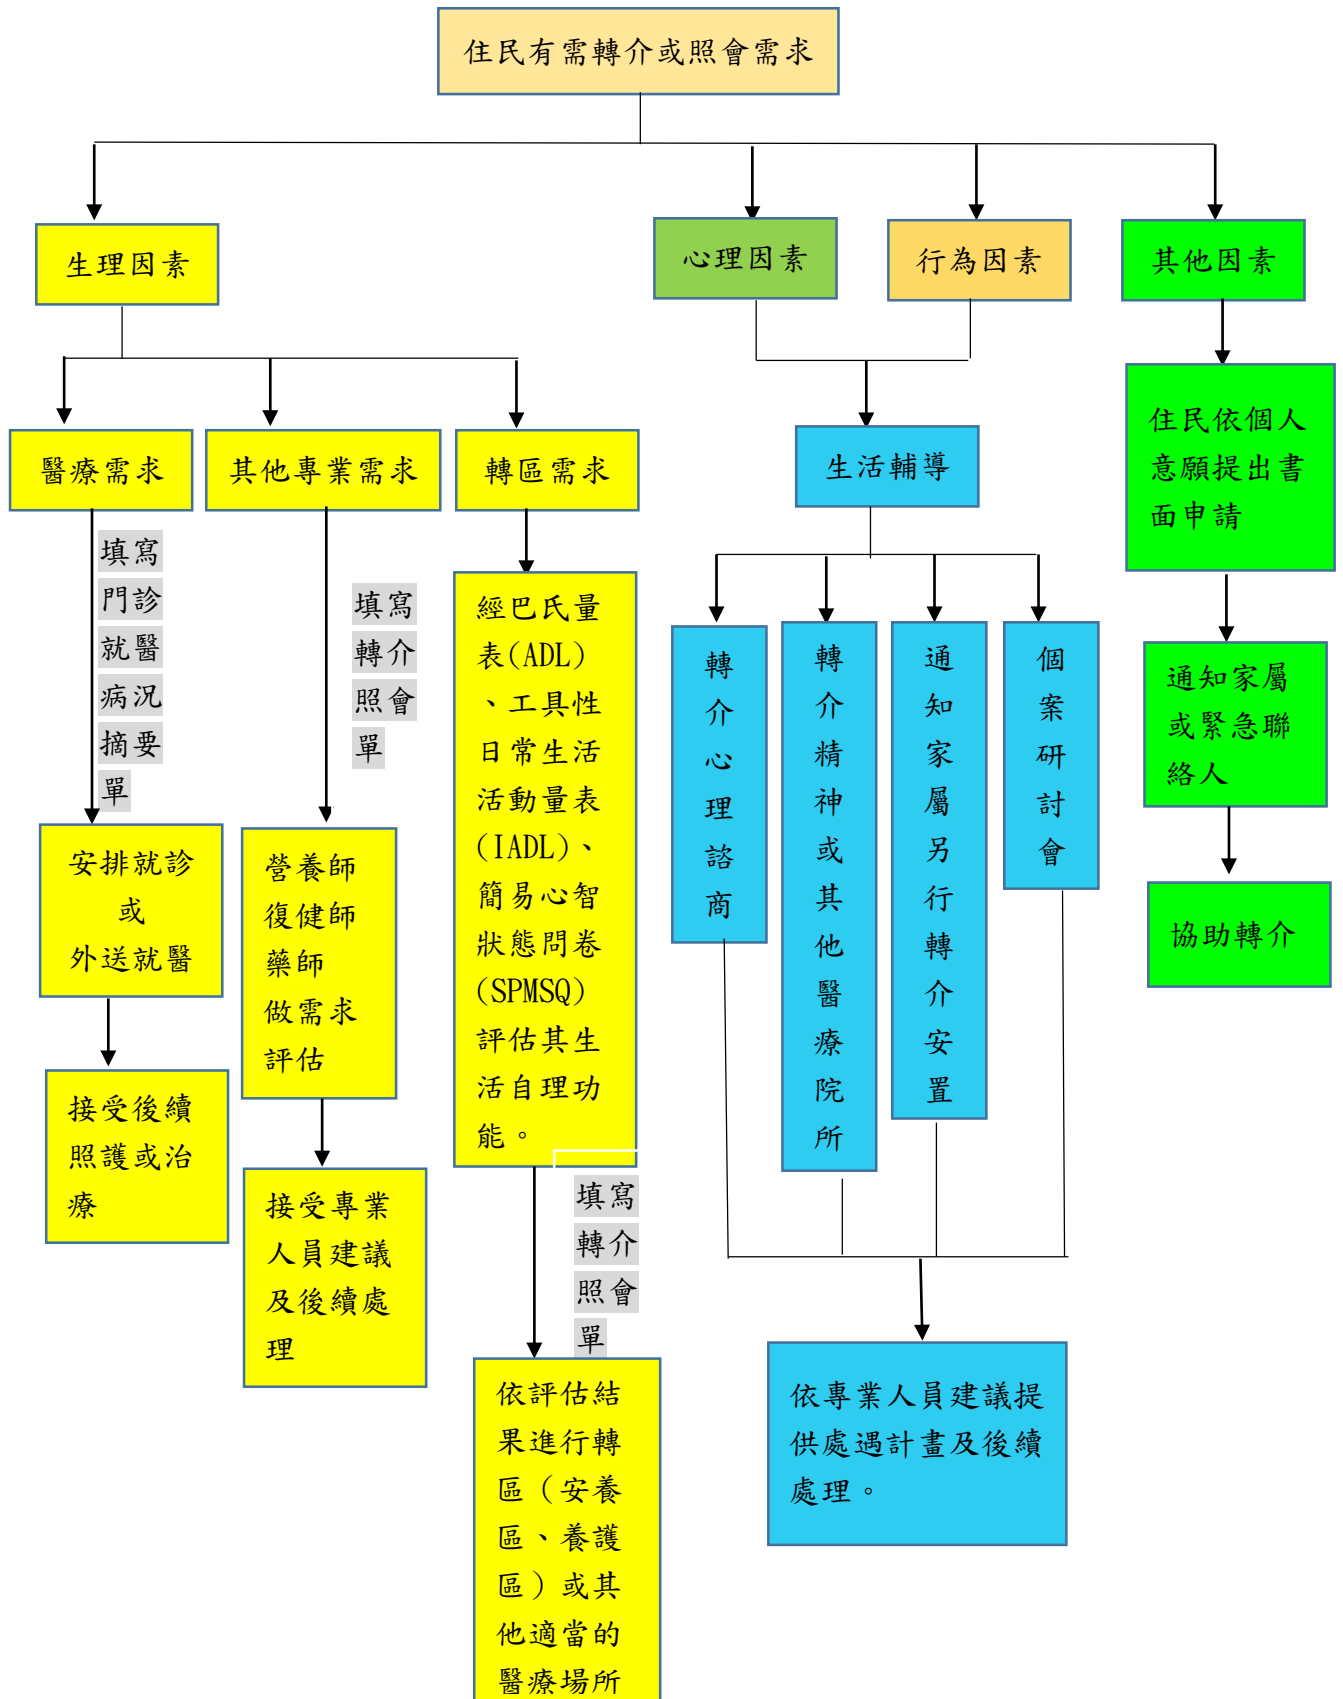 住民有需轉介或照會需求
生理因素
心理因素
行為因素
其他因素
醫療需求
其他專業需求
轉區需求
填寫
門診
就醫
病況
摘要
單
安排就診
或
外送就醫
接受後續
照護或治
療
填寫
轉介
照會
單
營養師
復健師
藥師
做需求
評估
接受專業
人員建議
及後續處
理
經巴氏量
表(ADL)
、工具性
日常生活
活動量表
(IADL)、
簡易心智
狀態問卷
(SPMSQ)
評估其生
活自理功
能。
填寫
轉介
照會
單
依評估結
果進行轉
區（安養
區、養護
區）或其
他適當的
醫療場所
生活輔導
轉介心理諮商
轉介精神或其他醫療院所
通知家屬另行轉介安置
個案研討會
依專業人員建議提
供處遇計畫及後續
處理。
住民依個人
意願提出書
面申請
通知家屬
或緊急聯
絡人
協助轉介